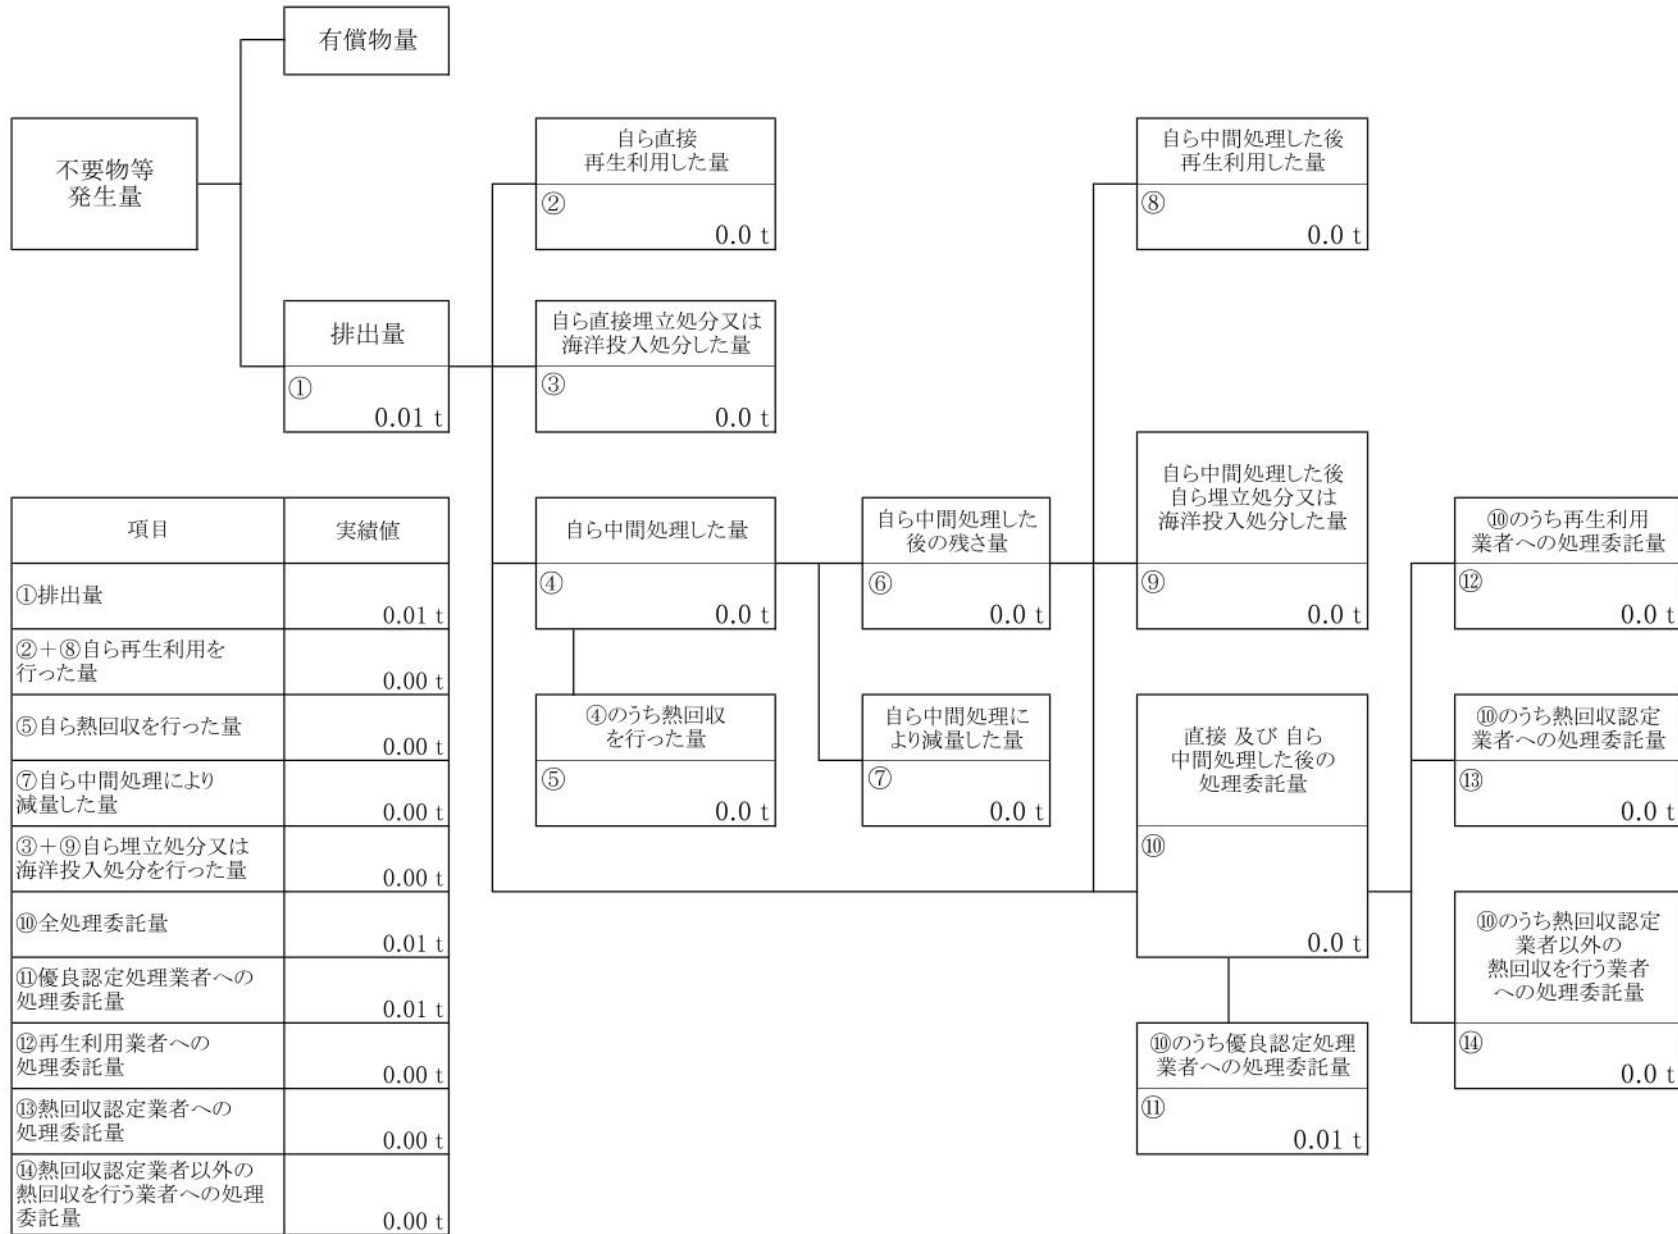 有償物量
不要物等
発生量
自ら直接
再生利用した量
②
0.0 t
自ら中間処理した後
再生利用した量
⑧
0.0 t
排出量
①
0.01 t
自ら直接埋立処分又は
海洋投入処分した量
③
0.0 t
自ら中間処理した量
④
0.0 t
自ら中間処理した
後の残さ量
⑥
0.0 t
自ら中間処理した後
自ら埋立処分又は
海洋投入処分した量
⑨
0.0 t
⑩のうち再生利用
業者への処理委託量
⑫
0.0 t
④のうち熱回収
を行った量
⑤
0.0 t
自ら中間処理に
より減量した量
⑦
0.0 t
直接 及び 自ら
中間処理した後の
処理委託量
⑩
0.0 t
⑩のうち熱回収認定
業者への処理委託量
⑬
0.0 t
⑩のうち熱回収認定
業者以外の
熱回収を行う業者
への処理委託量
⑭
0.0 t
⑩のうち優良認定処理
業者への処理委託量
⑪
0.01 t
項目 実績値
①排出量
0.01 t
②＋⑧自ら再生利用を
行った量
0.00 t
⑤自ら熱回収を行った量
0.00 t
⑦自ら中間処理により
減量した量
0.00 t
③＋⑨自ら埋立処分又は
海洋投入処分を行った量
0.00 t
⑩全処理委託量
0.01 t
⑪優良認定処理業者への
処理委託量
0.01 t
⑫再生利用業者への
処理委託量
0.00 t
⑬熱回収認定業者への
処理委託量
0.00 t
⑭熱回収認定業者以外の
熱回収を行う業者への処理
委託量
0.00 t